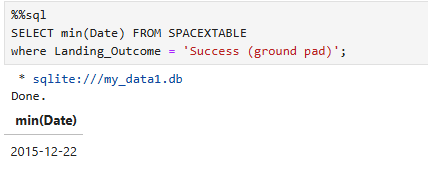 %%sql
SELECT min(Date) FROM SPACEXTABLE
where Landing_Outcome = 'Success (ground pad)';
* sqlite:///my_data1.db
Done.
min(Date)
2015-12-22